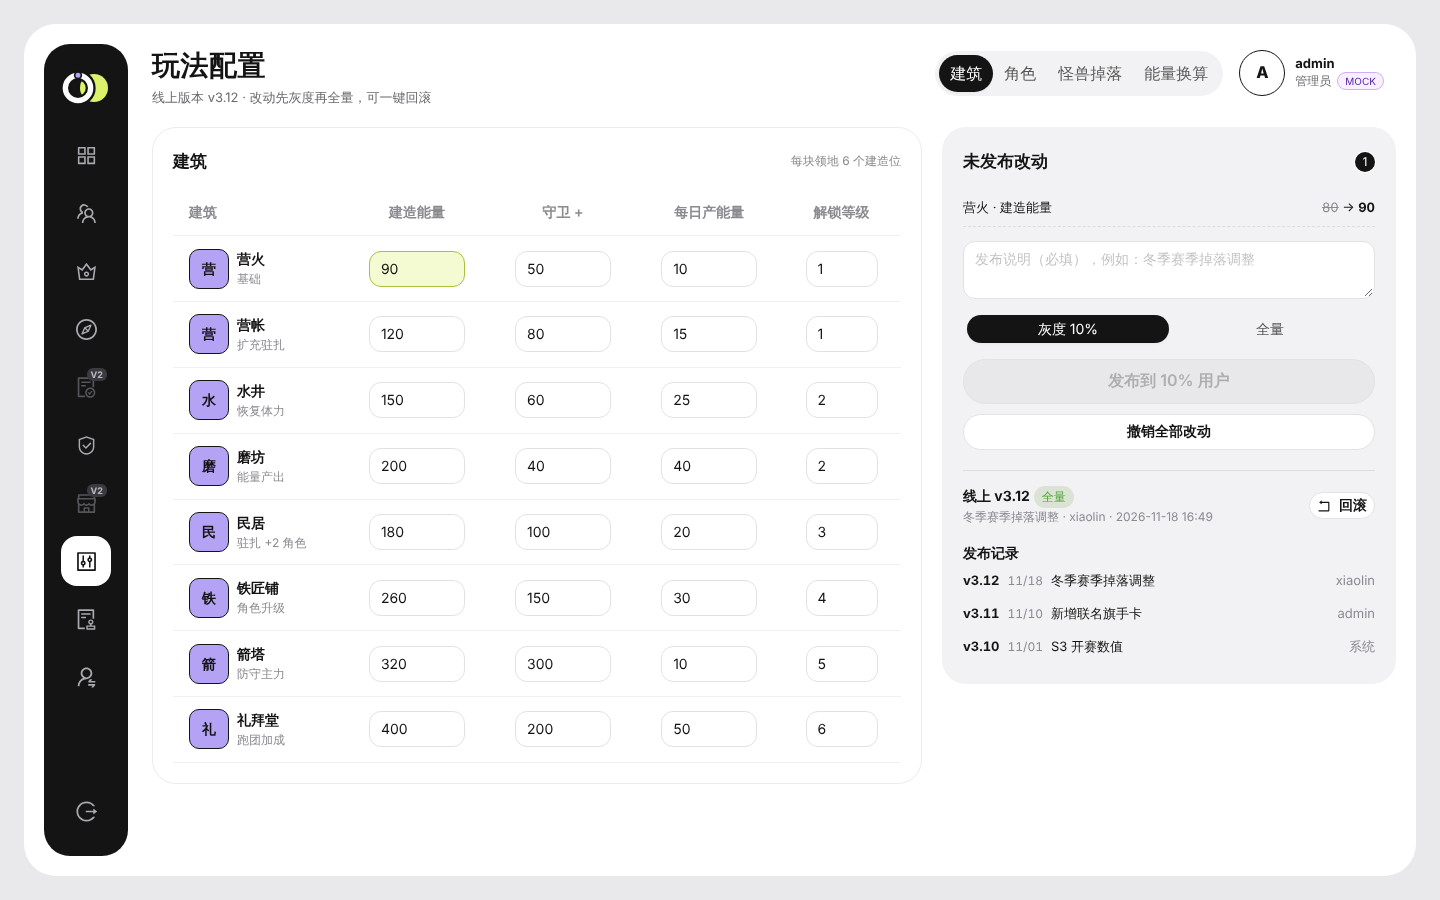 玩法配置
线上版本 v3.12 · 改动先灰度再全量，可一键回滚
建筑 角色 怪兽掉落 能量换算
A
admin
管理员 MOCK
V2
V2
建筑
每块领地 6 个建造位
建筑 建造能量 守卫 + 每日产能量 解锁等级
营 营火 基础 90 50 10 1
营 营帐 扩充驻扎 120 80 15 1
水 水井 恢复体力 150 60 25 2
磨 磨坊 能量产出 200 40 40 2
民 民居 驻扎 +2 角色 180 100 20 3
铁 铁匠铺 角色升级 260 150 30 4
箭 箭塔 防守主力 320 300 10 5
礼 礼拜堂 跑团加成 400 200 50 6
未发布改动 1
营火 · 建造能量 80 → 90
发布说明（必填），例如：冬季赛季掉落调整
灰度 10% 全量
发布到 10% 用户
撤销全部改动
线上 v3.12 全量
冬季赛季掉落调整 · xiaolin · 2026-11-18 16:49
回滚
发布记录
v3.12 11/18 冬季赛季掉落调整 xiaolin
v3.11 11/10 新增联名旗手卡 admin
v3.10 11/01 S3 开赛数值 系统